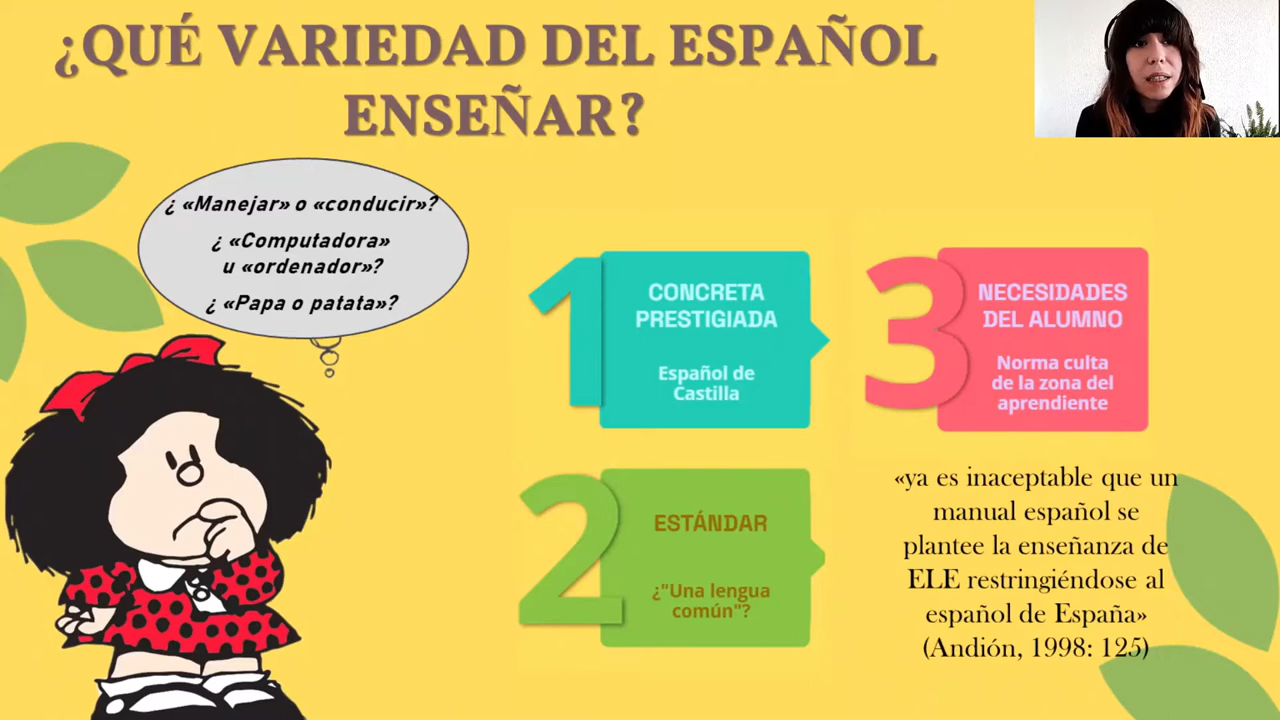 ¿QUÉ VARIEDAD DEL ESPAÑOL
ENSEÑAR?
¿ «Manejar» o «conducir»?
¿ «Computadora»
u «ordenador»?
¿ «Papa o patata»?
1
CONCRETA
PRESTIGIADA
Español de
Castilla
2
ESTÁNDAR
¿"Una lengua
común"?
3
NECESIDADES
DEL ALUMNO
Norma culta
de la zona del
aprendiente
«ya es inaceptable que un
manual español se
plantee la enseñanza de
ELE restringiéndose al
español de España»
(Andión, 1998: 125)